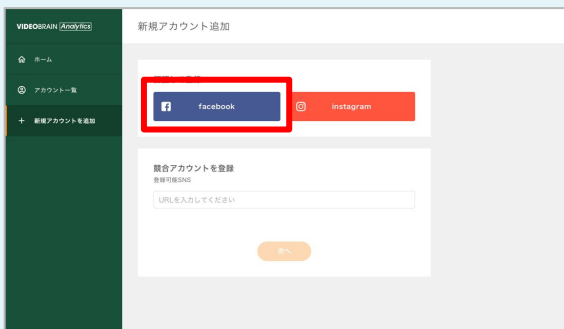 VIDEOBRAIN Analytics
新規アカウント追加
ホーム
アカウント一覧
新規アカウントを追加
facebook
instagram
競合アカウントを登録
登録可能SNS
URLを入力してください
次へ